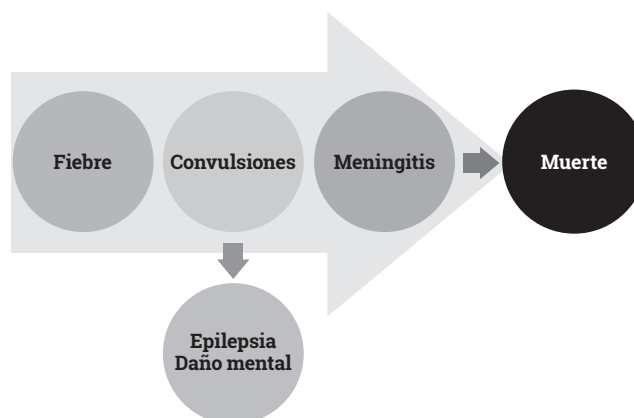 Fiebre
Convulsiones
Meningitis
Muerte
Epilepsia
Daño mental